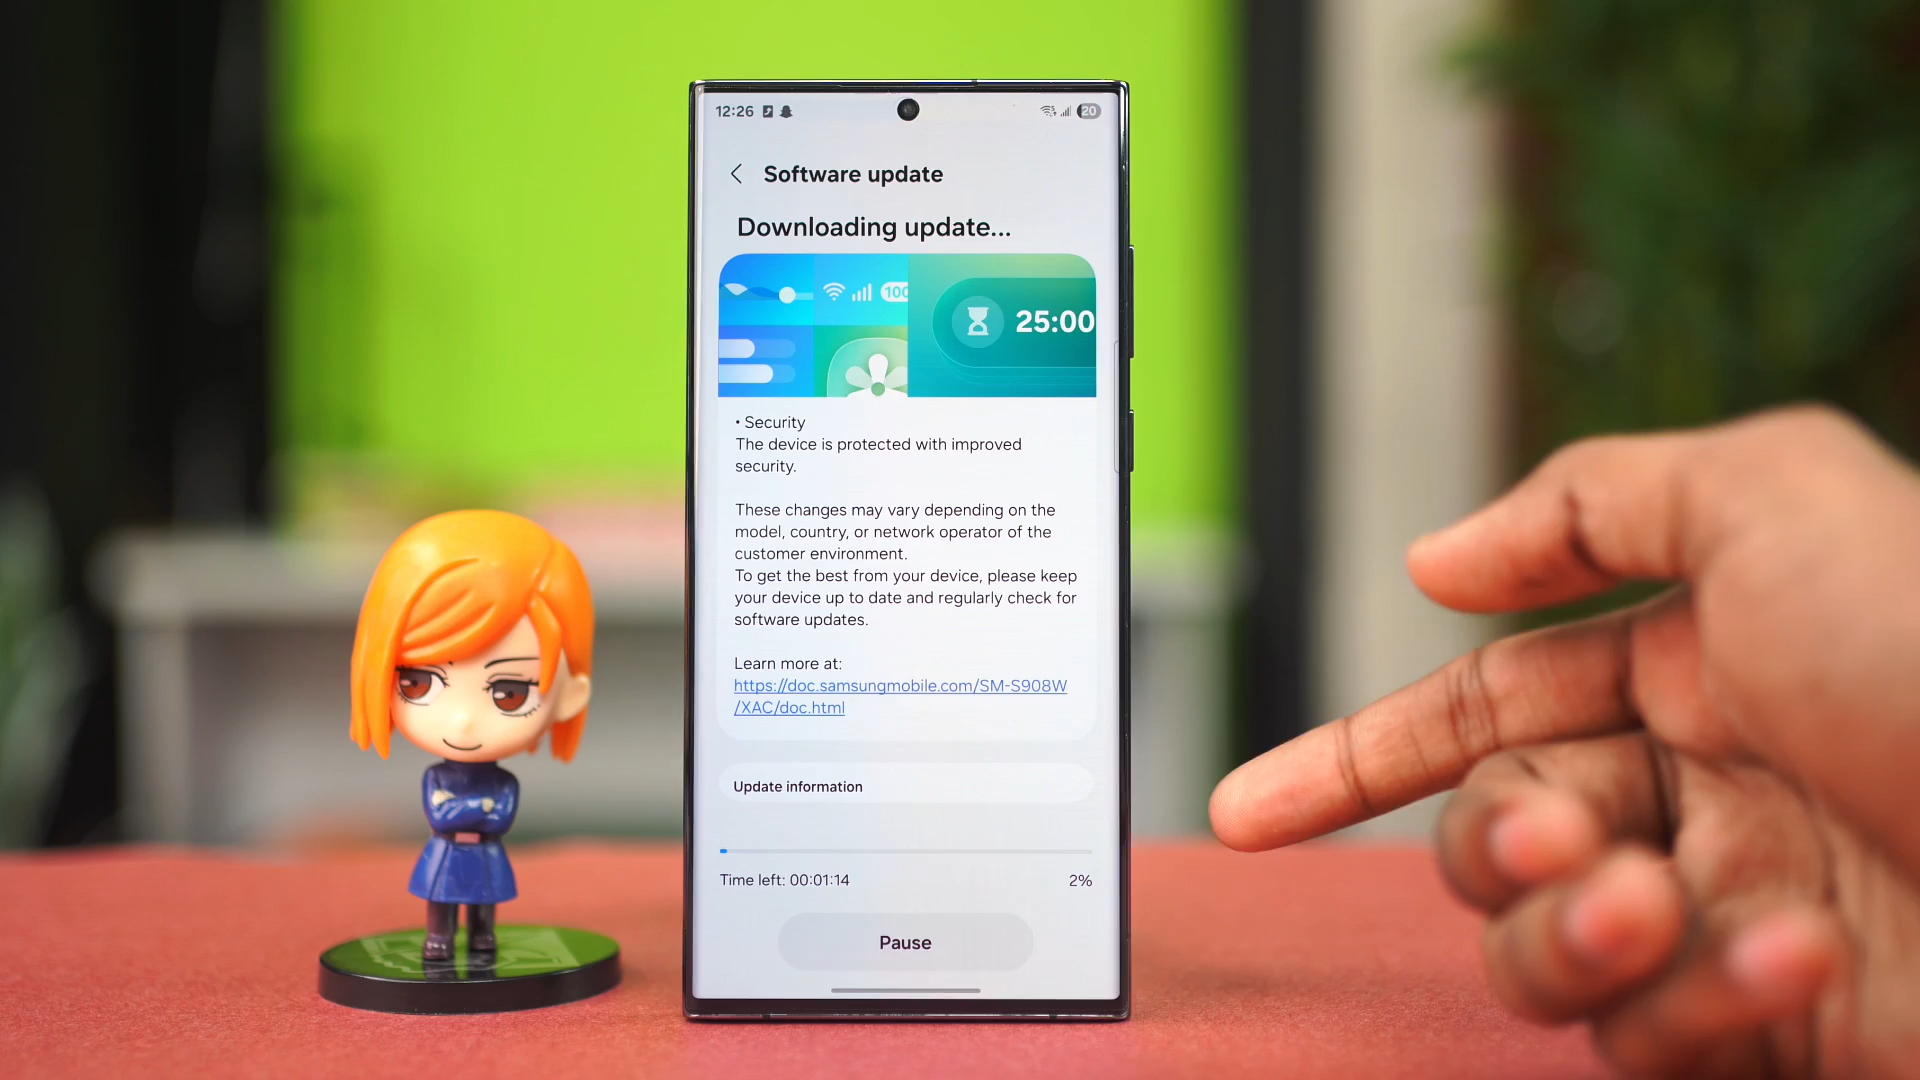 12:26
20
Software update
Downloading update...
100
25:00
• Security
The device is protected with improved
security.
These changes may vary depending on the
model, country, or network operator of the
customer environment.
To get the best from your device, please keep
your device up to date and regularly check for
software updates.
Learn more at:
https://doc.samsungmobile.com/SM-S908W
/XAC/doc.html
Update information
Time left: 00:01:14
2%
Pause